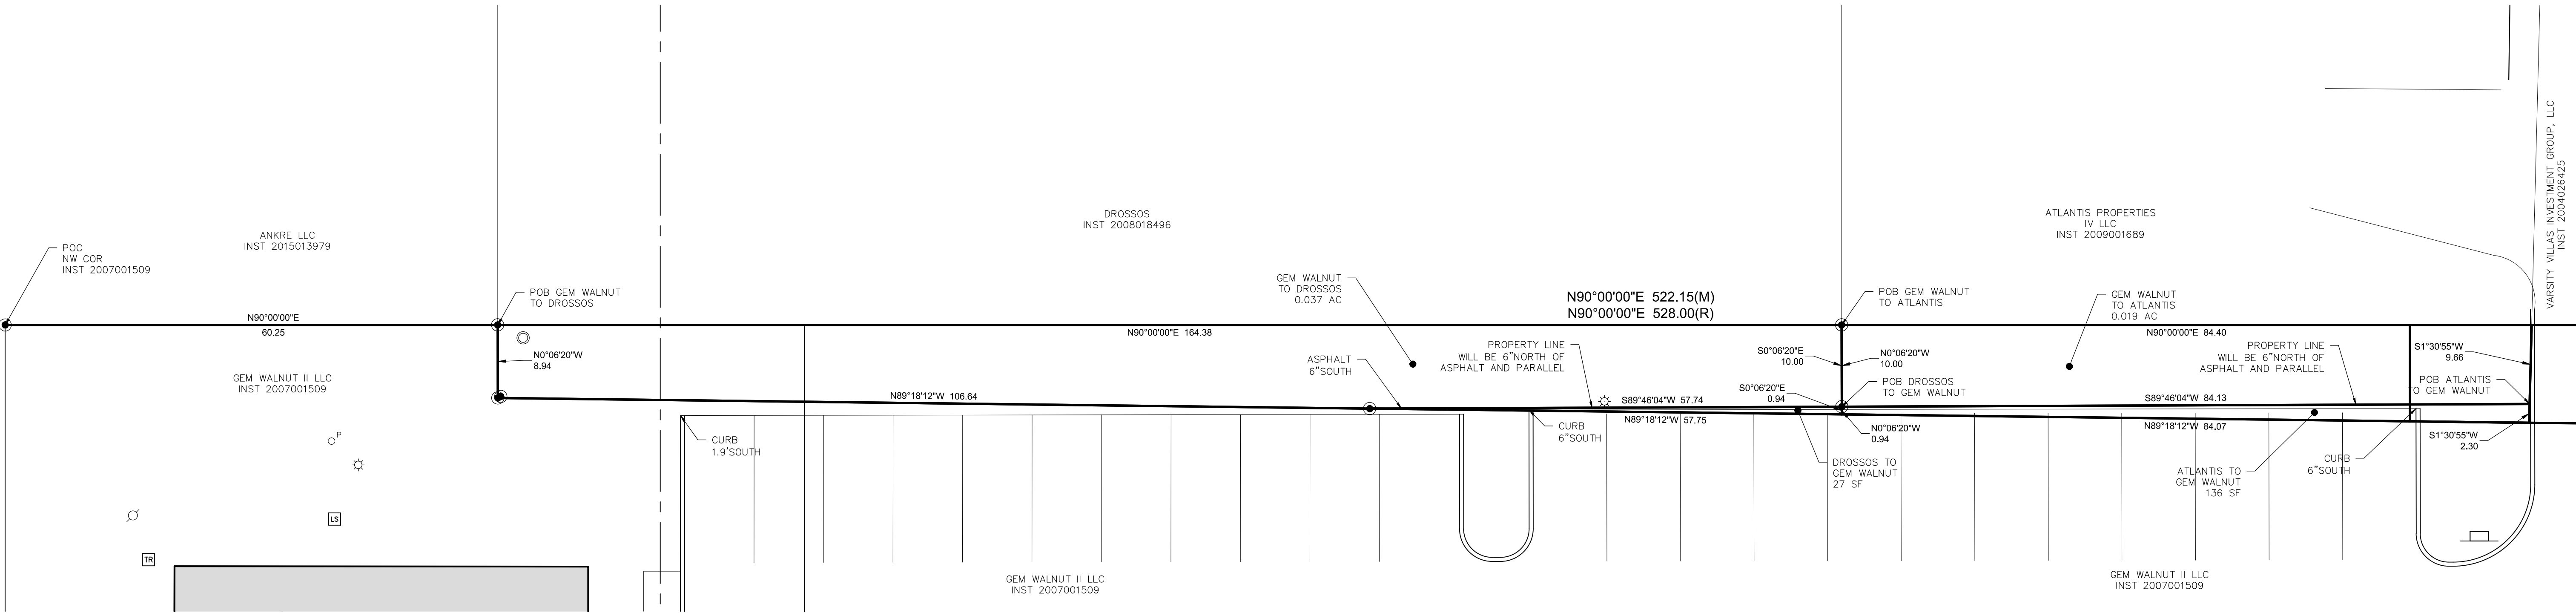 POC
NW COR
INST 2007001509
ANKRE LLC
INST 2015013979
N90°00'00"E
60.25
GEM WALNUT II LLC
INST 2007001509
P
LS
TR
POB GEM WALNUT
TO DROSSOS
N0°06'20"W
8.94
CURB
1.9'SOUTH
N89°18'12"W 106.64
DROSSOS
INST 2008018496
N90°00'00"E 164.38
GEM WALNUT
TO DROSSOS
0.037 AC
ASPHALT
6"SOUTH
PROPERTY LINE
WILL BE 6"NORTH OF
ASPHALT AND PARALLEL
N90°00'00"E 522.15(M)
N90°00'00"E 528.00(R)
S89°46'04"W 57.74
N89°18'12"W 57.75
CURB
6"SOUTH
GEM WALNUT II LLC
INST 2007001509
S0°06'20"E
10.00
S0°06'20"E
0.94
POB GEM WALNUT
TO ATLANTIS
N0°06'20"W
10.00
POB DROSSOS
TO GEM WALNUT
N0°06'20"W
0.94
DROSSOS TO
GEM WALNUT
27 SF
ATLANTIS PROPERTIES
IV LLC
INST 2009001689
GEM WALNUT
TO ATLANTIS
0.019 AC
N90°00'00"E 84.40
PROPERTY LINE
WILL BE 6"NORTH OF
ASPHALT AND PARALLEL
S89°46'04"W 84.13
N89°18'12"W 84.07
ATLANTIS TO
GEM WALNUT
136 SF
CURB
6"SOUTH
S1°30'55"W
9.66
POB ATLANTIS
TO GEM WALNUT
S1°30'55"W
2.30
GEM WALNUT II LLC
INST 2007001509
VARSITY VILLAS INVESTMENT GROUP, LLC
INST 2004026425